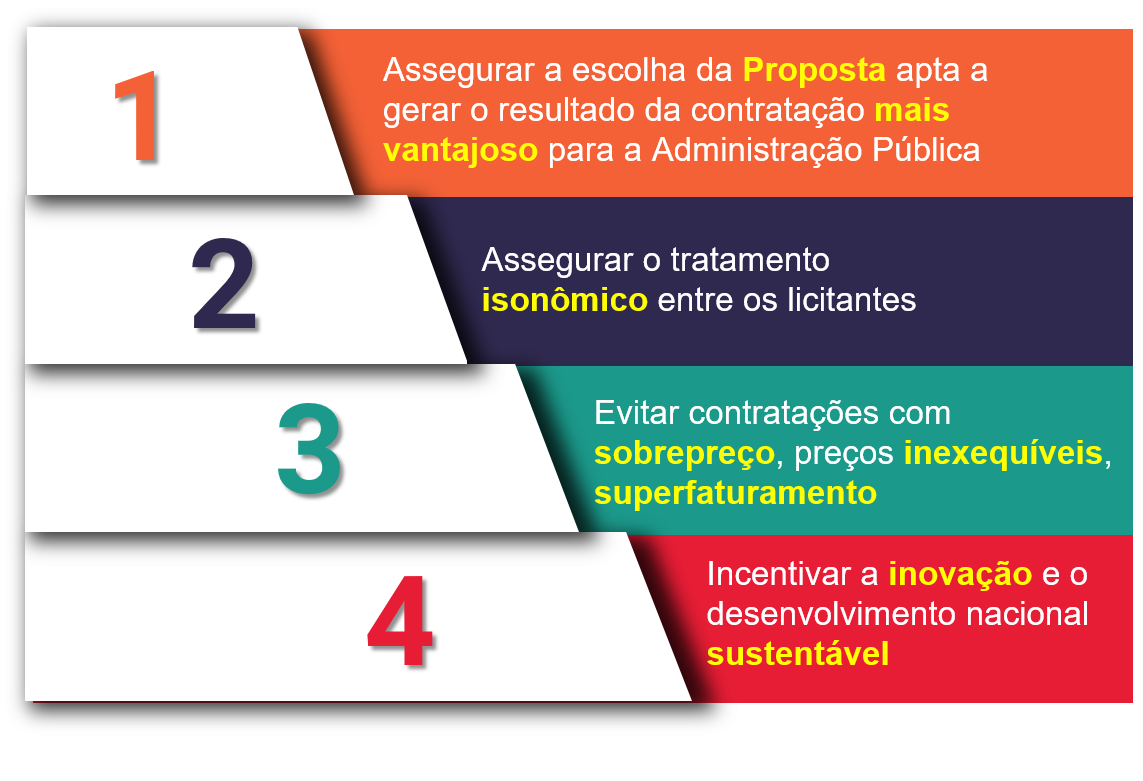 1
Assegurar a escolha da Proposta apta a
gerar o resultado da contratação mais
vantajoso para a Administração Pública
2
Assegurar o tratamento
isonômico entre os licitantes
3
Evitar contratações com
sobrepreço, preços inexequíveis,
superfaturamento
4
Incentivar a inovação e o
desenvolvimento nacional
sustentável